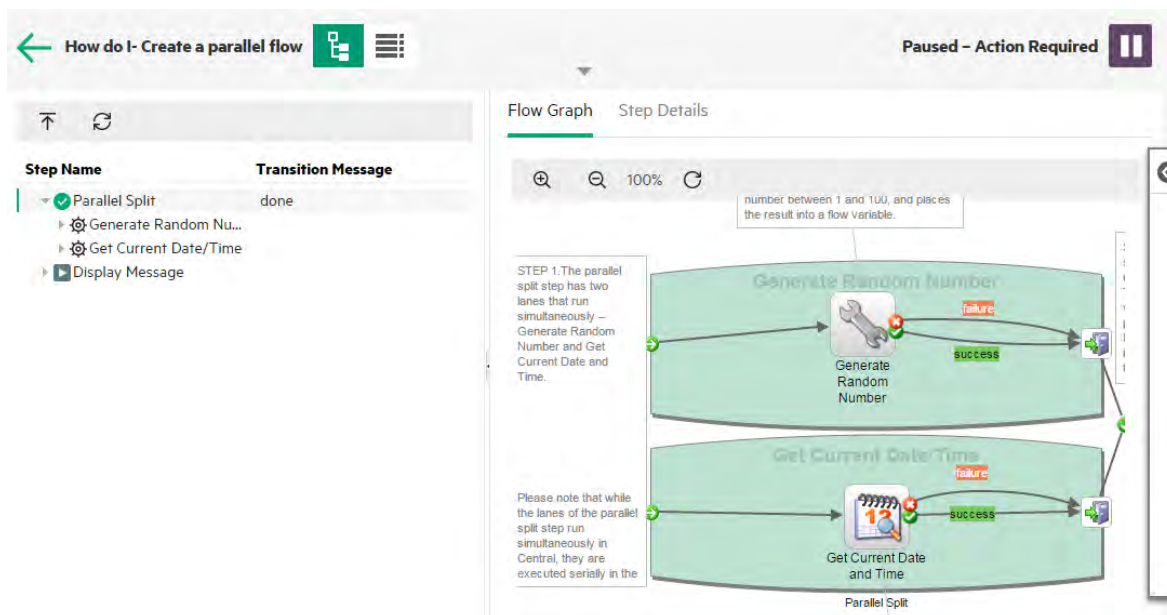 How do I- Create a parallel flow
Paused – Action Required
Step Name
Transition Message
Parallel Split
done
Generate Random Nu...
Get Current Date/Time
Display Message
Flow Graph
Step Details
100%
number between 1 and 100, and places
the result into a flow variable.
STEP 1.The parallel
split step has two
lanes that run
simultaneously –
Generate Random
Number and Get
Current Date and
Time.
Generate Random Number
failure
success
Generate
Random
Number
Get Current Date/Time
failure
success
12
Get Current Date
and Time
Please note that while
the lanes of the parallel
split step run
simultaneously in
Central, they are
executed serially in the
Parallel Split